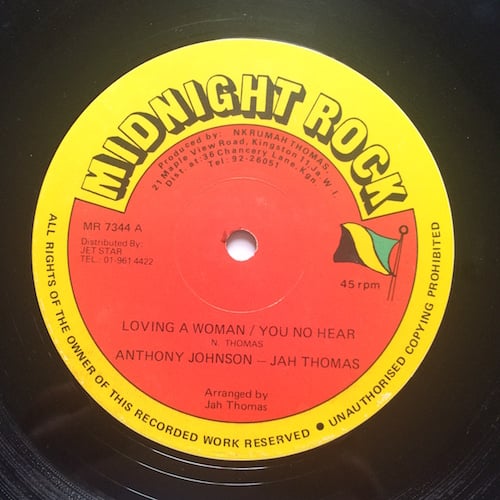 MIDNIGHT ROCK
Produced by: NKRUMAH THOMAS,
21 Maple View Road, Kingston 11, Ja. W. I.
Dist. at: 36 Chancery Lane, Kgn.
Tel: 92-26051
MR 7344 A
Distributed By:
JET STAR
TEL.: 01-961 4422
45 rpm
LOVING A WOMAN / YOU NO HEAR
N. THOMAS
ANTHONY JOHNSON — JAH THOMAS
Arranged by
Jah Thomas
ALL RIGHTS OF THE OWNER OF THIS RECORDED WORK RESERVED ● UNAUTHORISED COPYING PROHIBITED